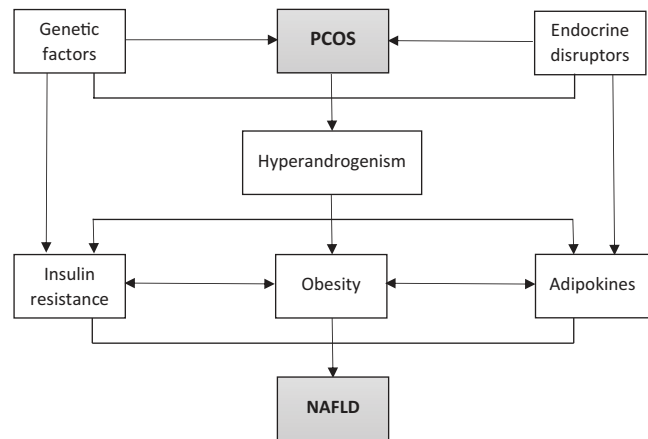 Genetic
factors
PCOS
Endocrine
disruptors
Hyperandrogenism
Insulin
resistance
Obesity
Adipokines
NAFLD